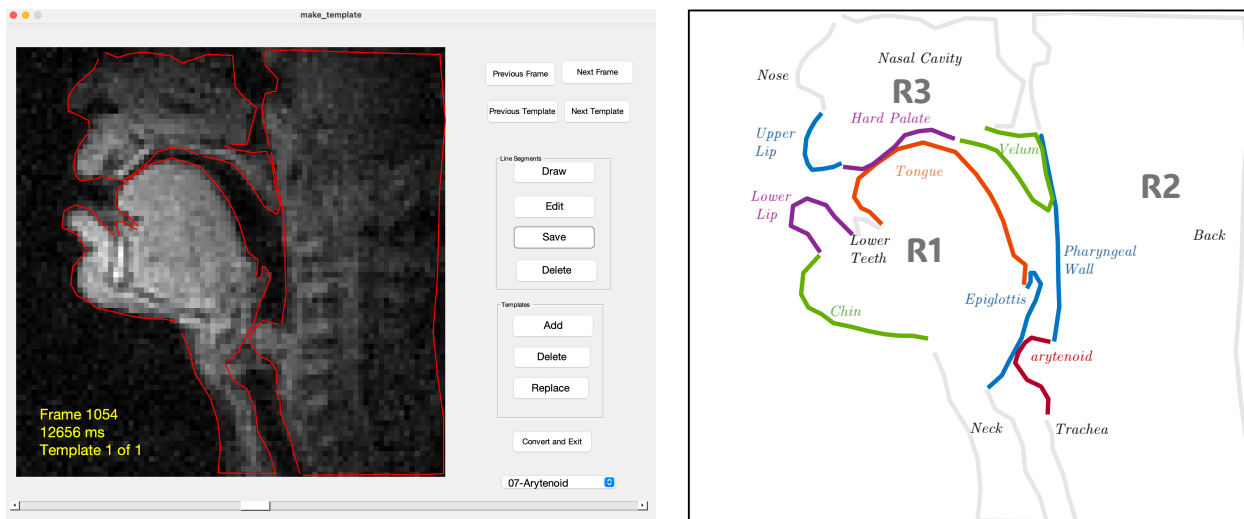 make_template
Previous Frame
Next Frame
Previous Template
Next Template
Line Segments
Draw
Edit
Save
Delete
Templates
Add
Delete
Replace
Convert and Exit
07-Arytenoid
Frame 1054
12656 ms
Template 1 of 1
Nasal Cavity
Nose
R3
Hard Palate
Upper
Lip
Velum
Tongue
R2
Lower
Lip
Lower
Teeth
R1
Back
Pharyngeal
Wall
Epiglottis
Chin
arytenoid
Neck
Trachea